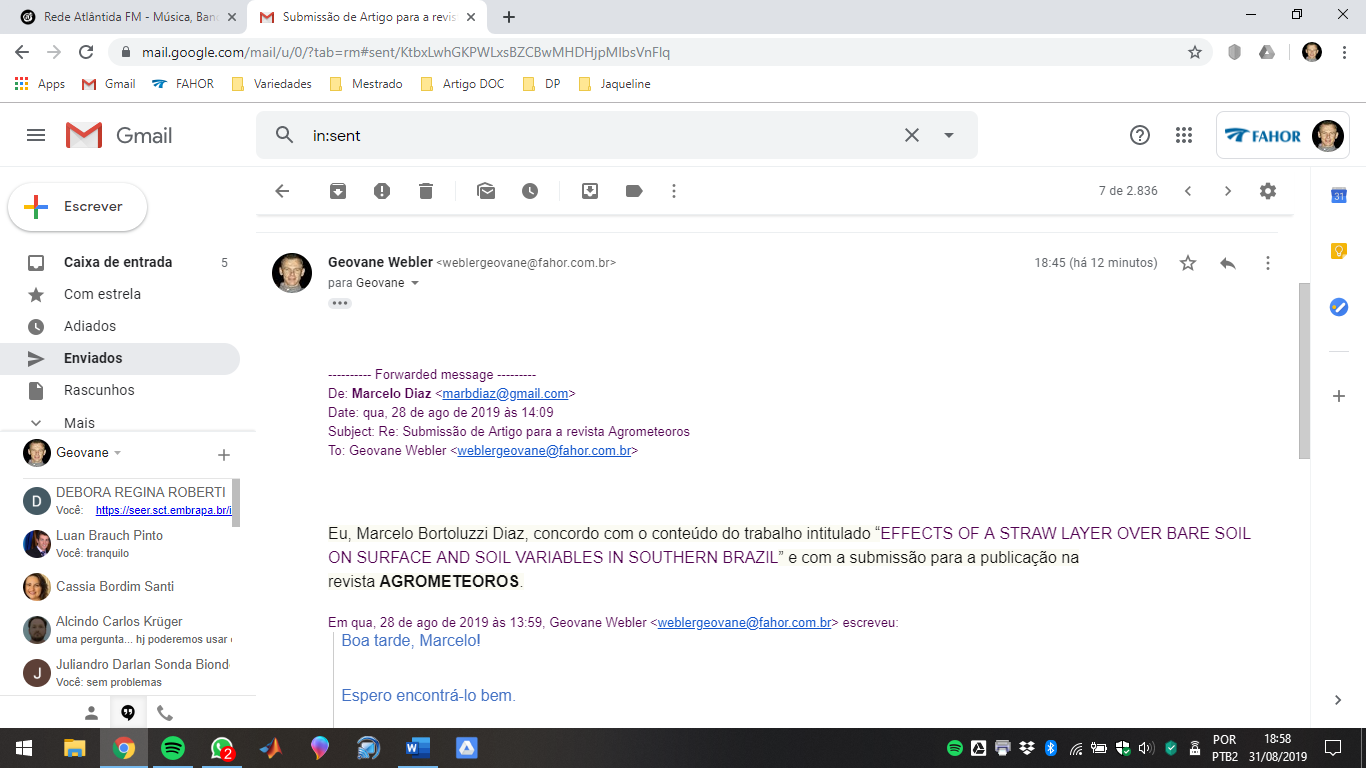 Rede Atlântida FM - Música, Ban
Submissão de Artigo para a revis
mail.google.com/mail/u/0/?tab=rm#sent/KtbxLwhGKPWLxsBZCBwMHDHjpMIbsVnFlq
Apps Gmail FAHOR Variedades Mestrado Artigo DOC DP Jaqueline
Gmail
in:sent
FAHOR
Escrever
7 de 2.836
31
Caixa de entrada 5
Com estrela
Adiados
Enviados
Rascunhos
Mais
Geovane
DEBORA REGINA ROBERTI
Você: https://seer.sct.embrapa.br/i
D
Luan Brauch Pinto
Você: tranquilo
Cassia Bordim Santi
Alcindo Carlos Krüger
uma pergunta... hj poderemos usar
Juliandro Darlan Sonda Bionde
Você: sem problemas
J
Geovane Webler <weblergeovane@fahor.com.br>
18:45 (há 12 minutos)
para Geovane
---------- Forwarded message ---------
De: Marcelo Diaz <marbdiaz@gmail.com>
Date: qua, 28 de ago de 2019 às 14:09
Subject: Re: Submissão de Artigo para a revista Agrometeoros
To: Geovane Webler <weblergeovane@fahor.com.br>
Eu, Marcelo Bortoluzzi Diaz, concordo com o conteúdo do trabalho intitulado “EFFECTS OF A STRAW LAYER OVER BARE SOIL
ON SURFACE AND SOIL VARIABLES IN SOUTHERN BRAZIL” e com a submissão para a publicação na
revista AGROMETEOROS.
Em qua, 28 de ago de 2019 às 13:59, Geovane Webler <weblergeovane@fahor.com.br> escreveu:
Boa tarde, Marcelo!
Espero encontrá-lo bem.
2
POR
PTB2
18:58
31/08/2019